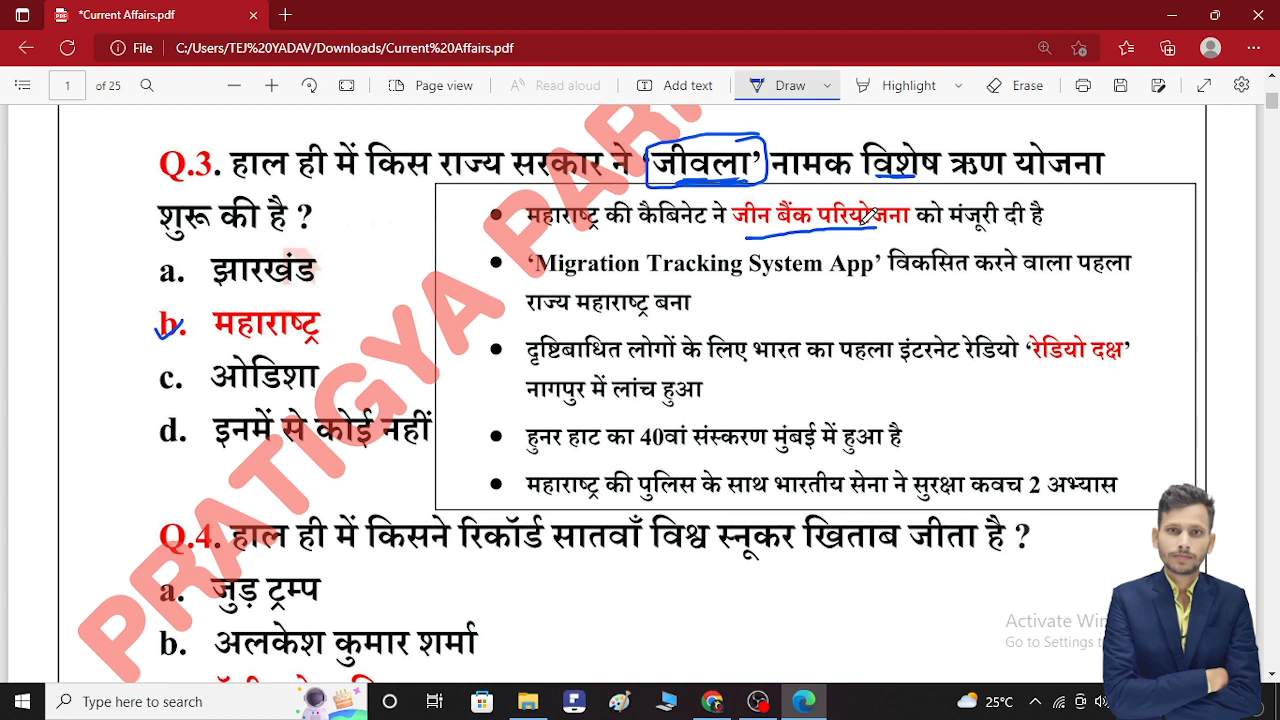 *Current Affairs.pdf
File C:/Users/TEJ%20YADAV/Downloads/Current%20Affairs.pdf
1 of 25 Page view Read aloud Add text Draw Highlight Erase
Q.3. हाल ही में किस राज्य सरकार ने ‘जीवला’ नामक विशेष ऋण योजना
शुरू की है ?
a. झारखंड
b. महाराष्ट्र
c. ओडिशा
d. इनमें से कोई नहीं
• महाराष्ट्र की कैबिनेट ने जीन बैंक परियोजना को मंजूरी दी है
• ‘Migration Tracking System App’ विकसित करने वाला पहला
राज्य महाराष्ट्र बना
• दृष्टिबाधित लोगों के लिए भारत का पहला इंटरनेट रेडियो ‘रेडियो दक्ष’
नागपुर में लांच हुआ
• हुनर हाट का 40वां संस्करण मुंबई में हुआ है
• महाराष्ट्र की पुलिस के साथ भारतीय सेना ने सुरक्षा कवच 2 अभ्यास
Q.4. हाल ही में किसने रिकॉर्ड सातवाँ विश्व स्नूकर खिताब जीता है ?
a. जुड़ ट्रम्प
b. अलकेश कुमार शर्मा
PRATIGYA PAR
Activate Win
Go to Settings t
Type here to search
25°C